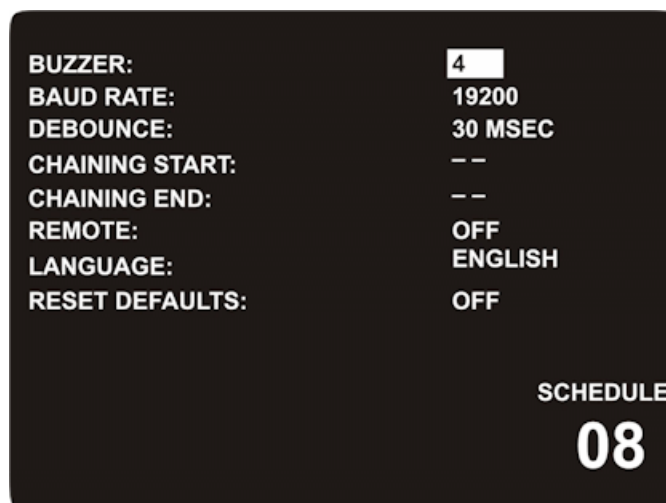 BUZZER: 4
BAUD RATE: 19200
DEBOUNCE: 30 MSEC
CHAINING START: – –
CHAINING END: – –
REMOTE: OFF
LANGUAGE: ENGLISH
RESET DEFAULTS: OFF
SCHEDULE
08